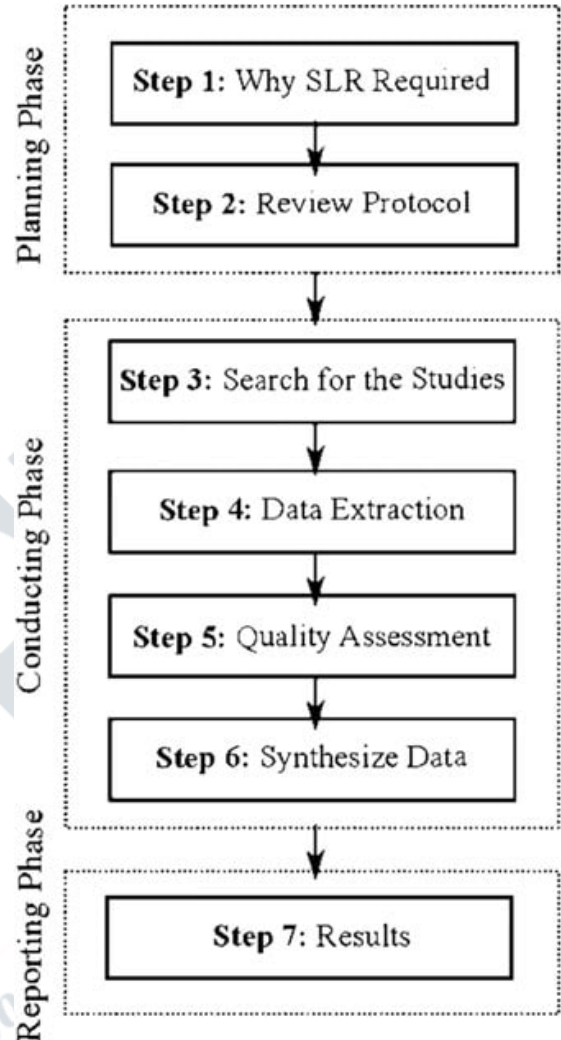 Planning Phase
Step 1: Why SLR Required
Step 2: Review Protocol
Conducting Phase
Step 3: Search for the Studies
Step 4: Data Extraction
Step 5: Quality Assessment
Step 6: Synthesize Data
Reporting Phase
Step 7: Results